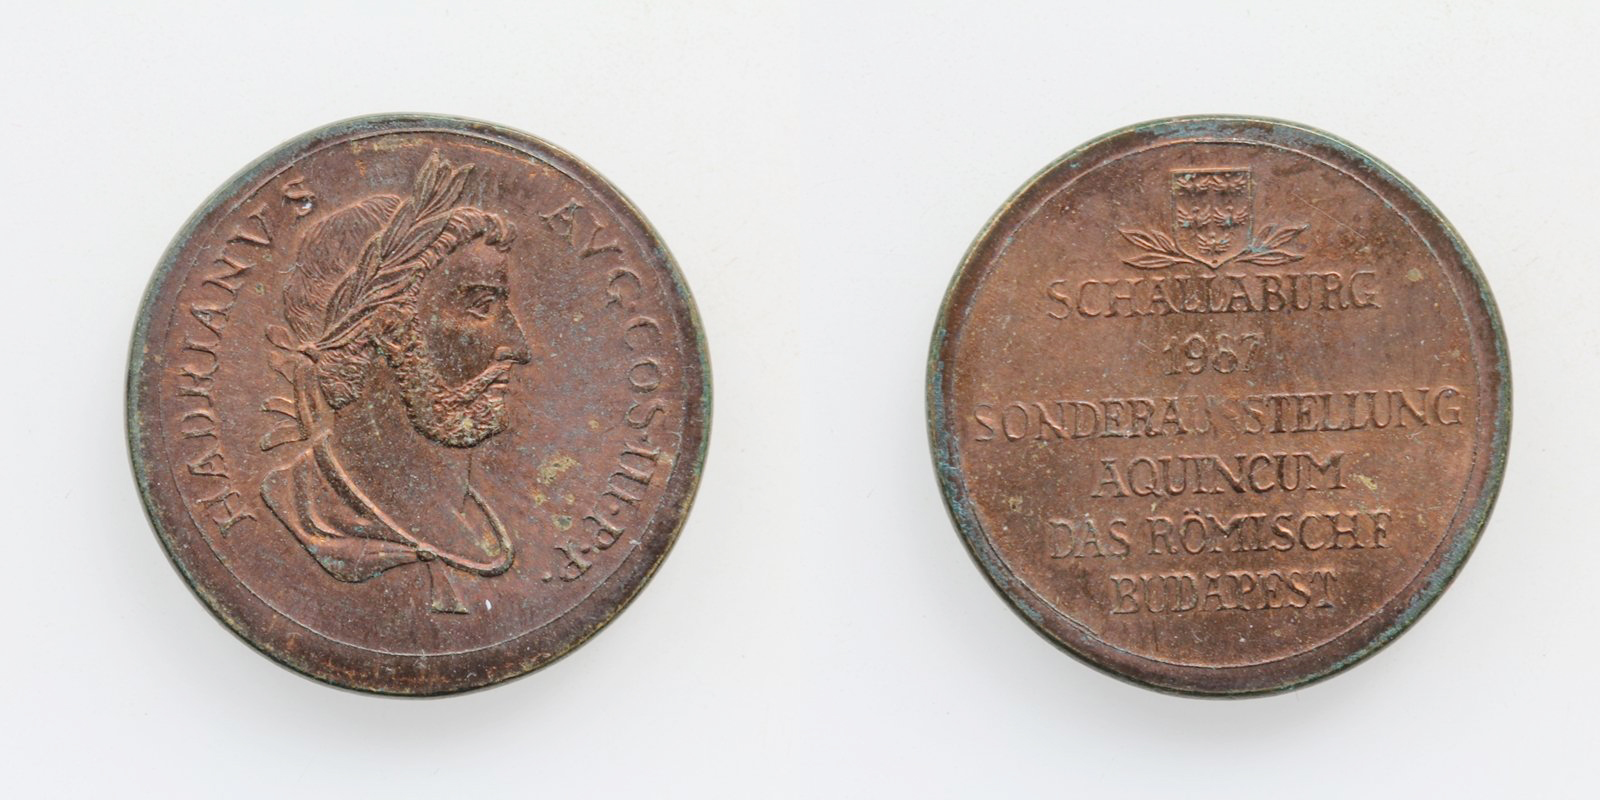 HADRIANVS AVG COS·III·P·P·
SCHALLABURG
1987
SONDERAUSSTELLUNG
AQUINCUM
DAS RÖMISCHE
BUDAPEST